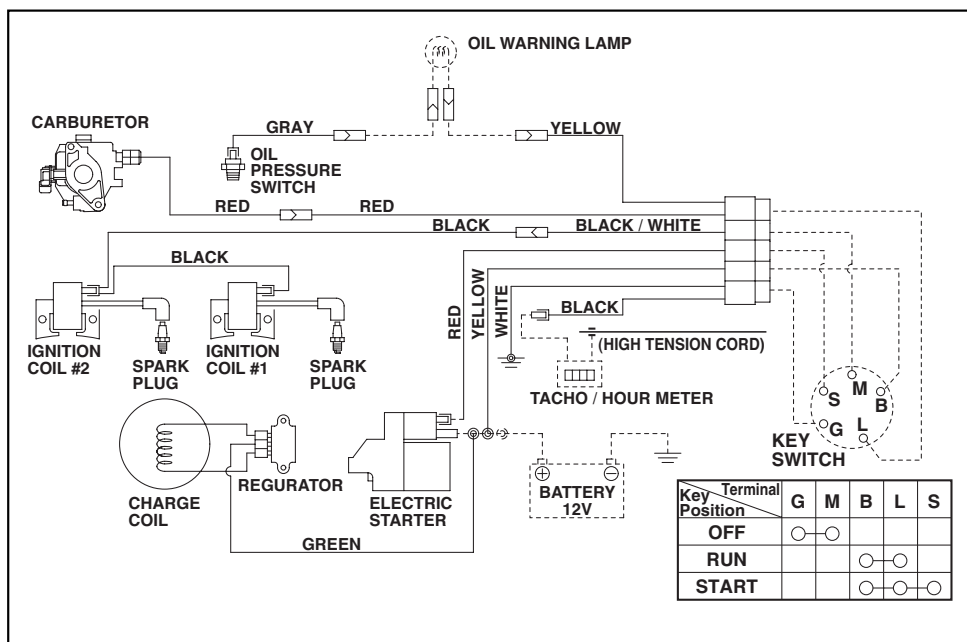 OIL WARNING LAMP
CARBURETOR
GRAY
YELLOW
OIL
PRESSURE
SWITCH
RED
RED
BLACK
BLACK / WHITE
BLACK
RED
YELLOW
WHITE
BLACK
(HIGH TENSION CORD)
IGNITION
COIL #2
SPARK
PLUG
IGNITION
COIL #1
SPARK
PLUG
TACHO / HOUR METER
M
S
B
G
L
KEY
SWITCH
CHARGE
COIL
REGURATOR
ELECTRIC
STARTER
BATTERY
12V
GREEN
Terminal
Key
Position
G M B L S
OFF
RUN
START